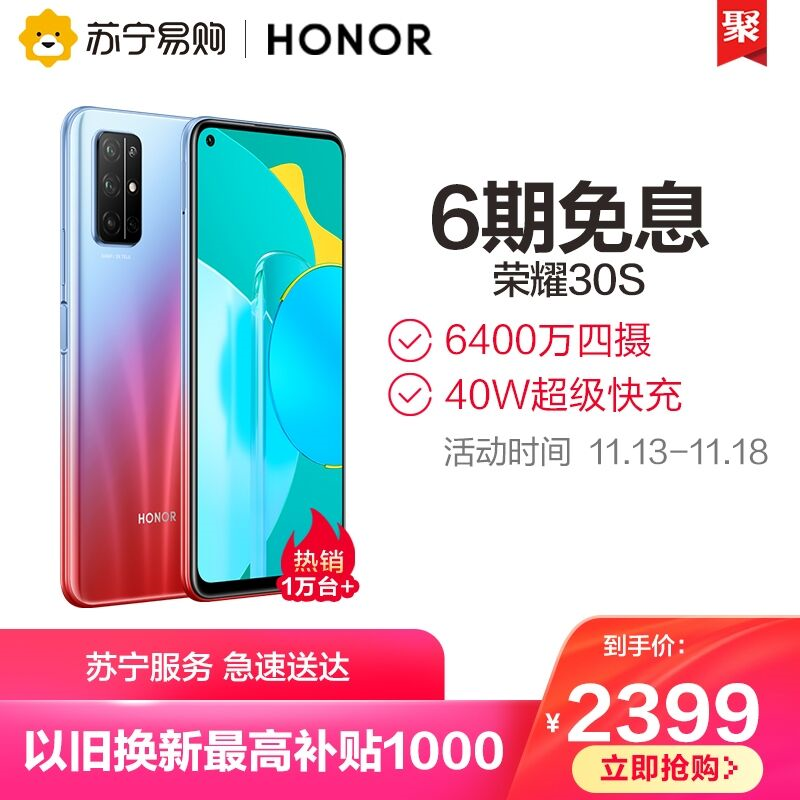 苏宁易购
HONOR
聚
6期免息
荣耀30S
6400万四摄
40W超级快充
活动时间 11.13-11.18
HONOR
热销
1万台+
苏宁服务 急速送达
以旧换新最高补贴1000
到手价：
¥2399
立即抢购>